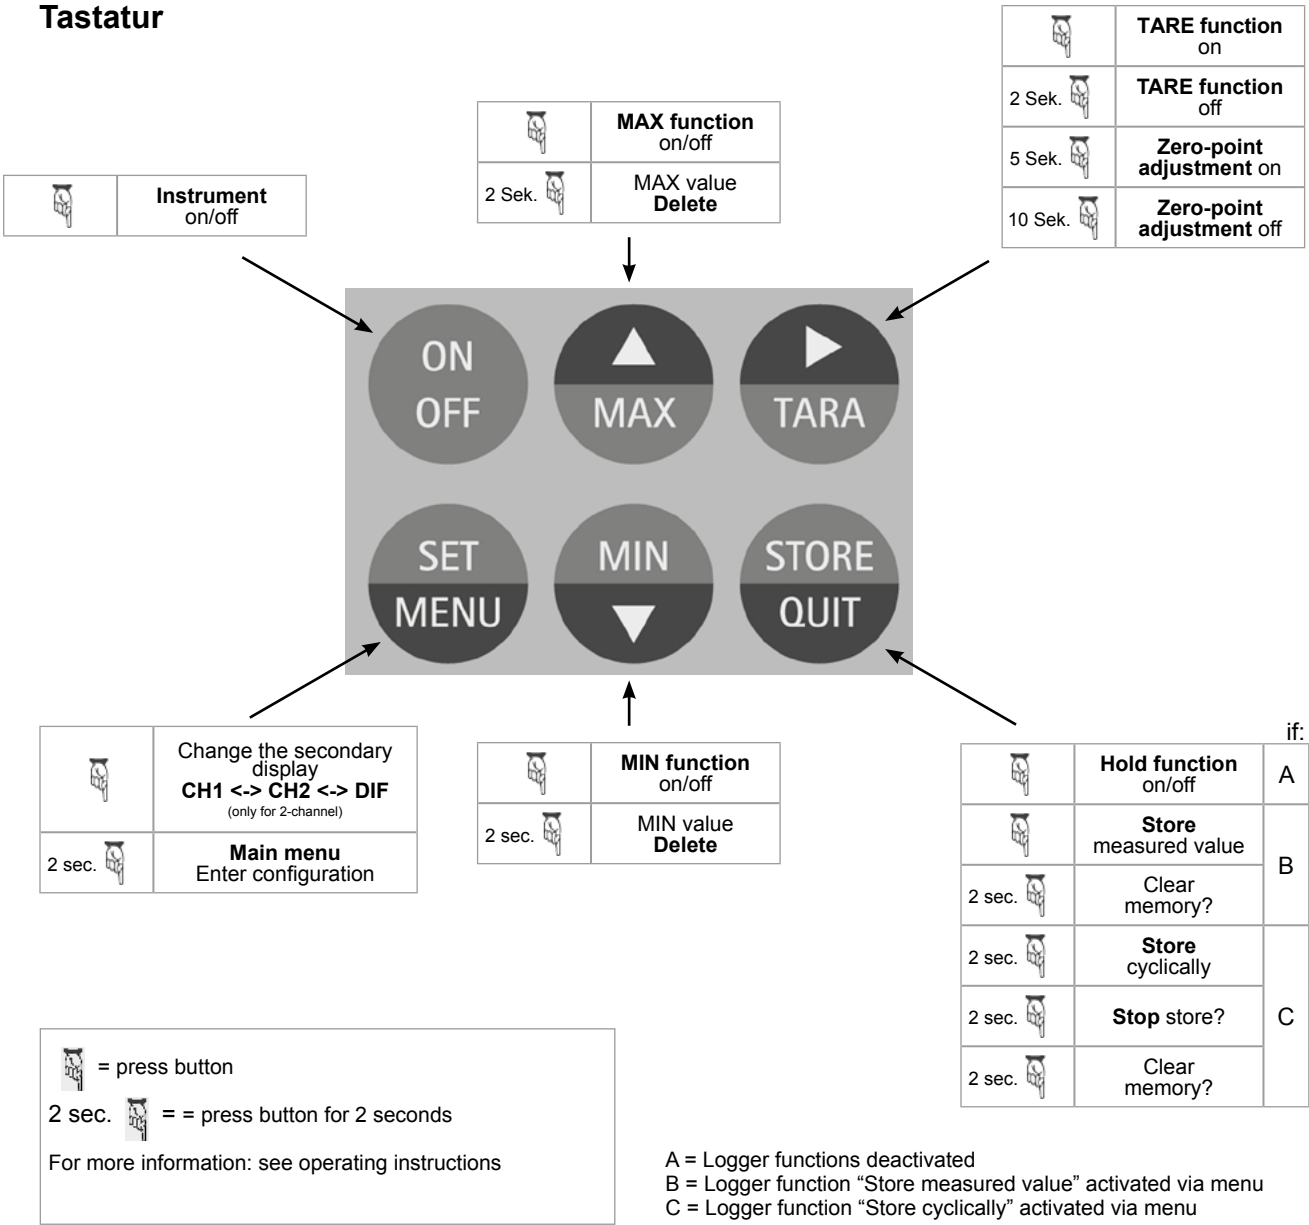 Tastatur
TARE function
on
2 Sek.
TARE function
off
5 Sek.
Zero-point
adjustment on
10 Sek.
Zero-point
adjustment off
MAX function
on/off
2 Sek.
MAX value
Delete
Instrument
on/off
ON
OFF
MAX
TARA
SET
MENU
MIN
STORE
QUIT
Change the secondary
display
CH1 <-> CH2 <-> DIF
(only for 2-channel)
2 sec.
Main menu
Enter configuration
MIN function
on/off
2 sec.
MIN value
Delete
if:
Hold function
on/off
A
Store
measured value
B
2 sec.
Clear
memory?
2 sec.
Store
cyclically
2 sec.
Stop store?
C
2 sec.
Clear
memory?
= press button
2 sec. = = press button for 2 seconds
For more information: see operating instructions
A = Logger functions deactivated
B = Logger function “Store measured value” activated via menu
C = Logger function “Store cyclically” activated via menu